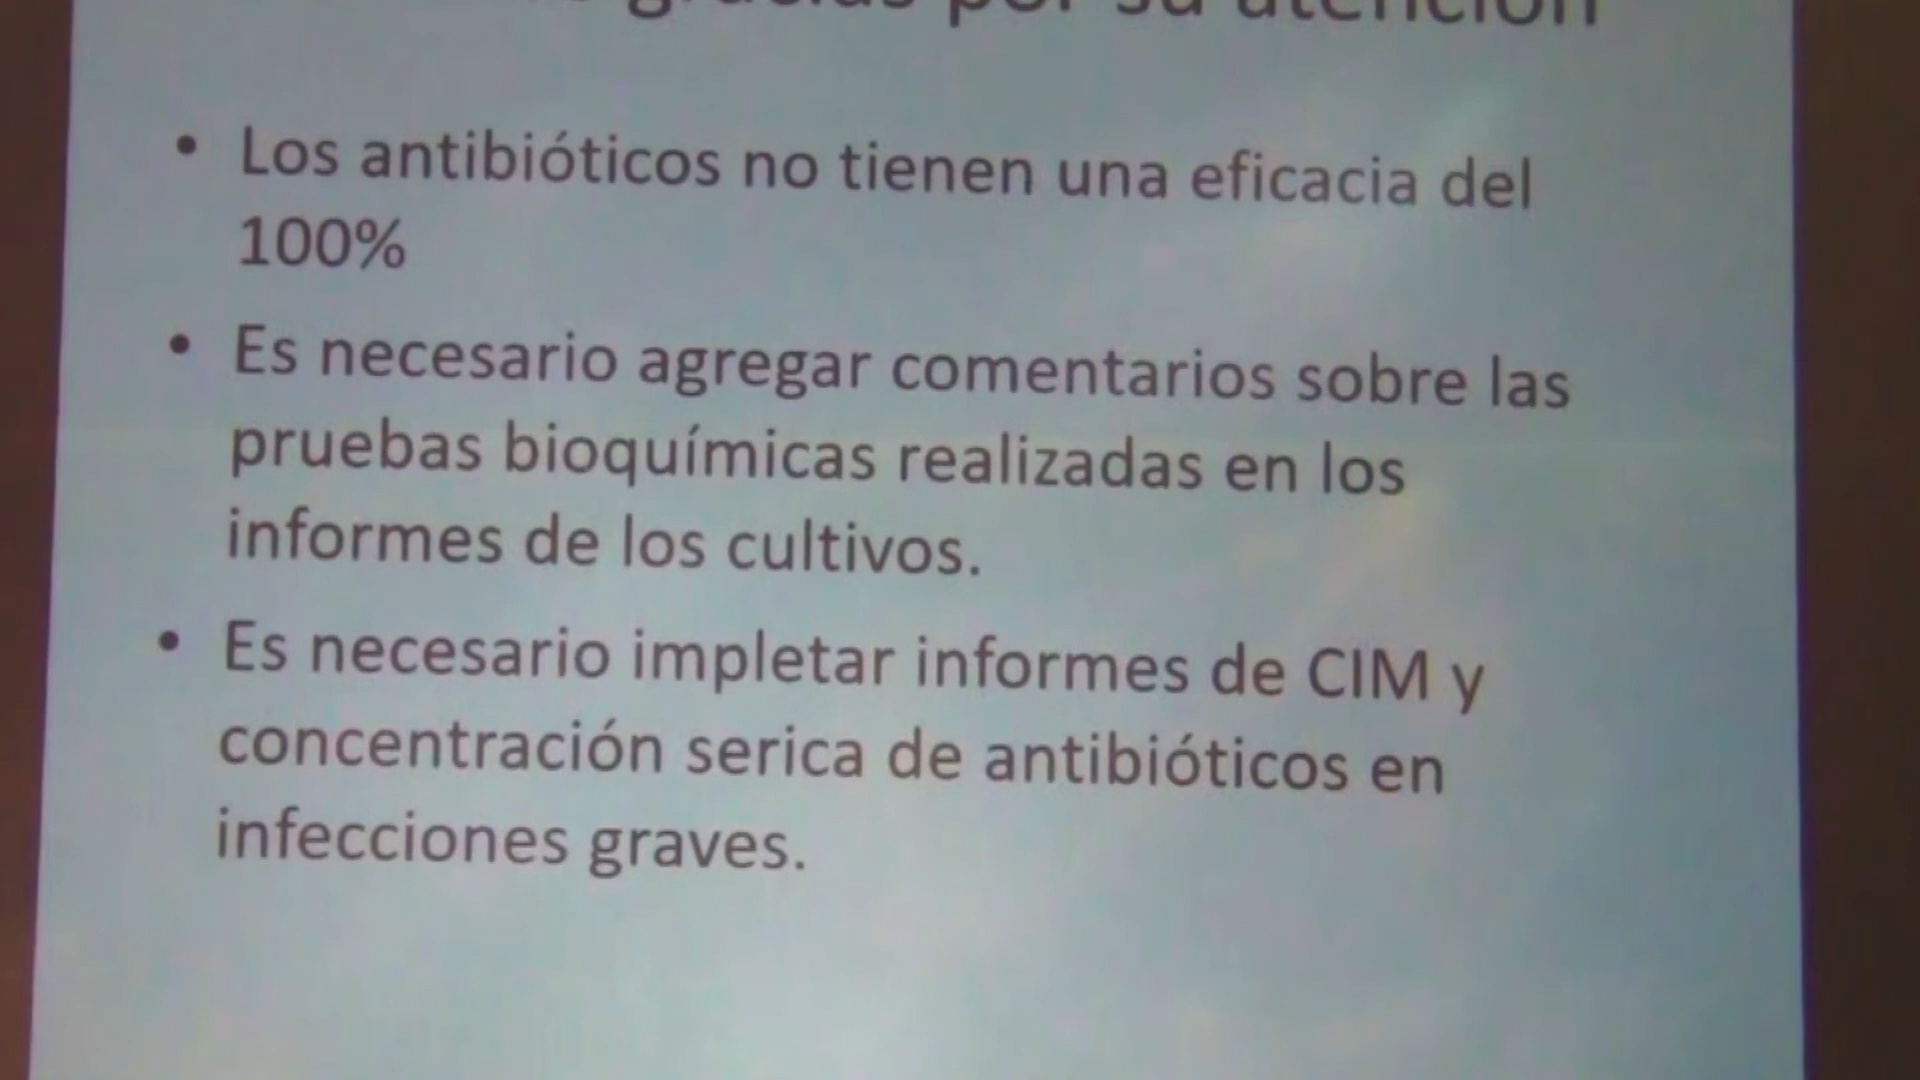 gracias por su atención
• Los antibióticos no tienen una eficacia del
100%
• Es necesario agregar comentarios sobre las
pruebas bioquímicas realizadas en los
informes de los cultivos.
• Es necesario impletar informes de CIM y
concentración serica de antibióticos en
infecciones graves.